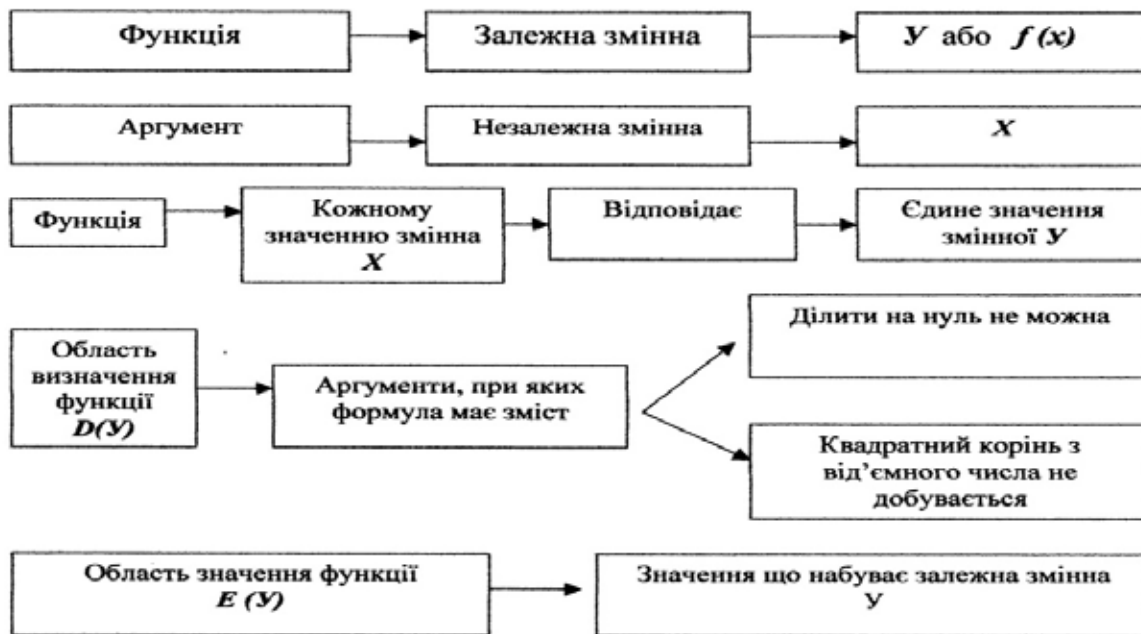 Функція
Залежна змінна
У або f (x)
Аргумент
Незалежна змінна
X
Функція
Кожному
значенню змінна
X
Відповідає
Єдине значення
змінної У
Область
визначення
функції
D(У)
Аргументи, при яких
формула має зміст
Ділити на нуль не можна
Квадратний корінь з
від’ємного числа не
добувається
Область значення функції
E (У)
Значення що набуває залежна змінна
У